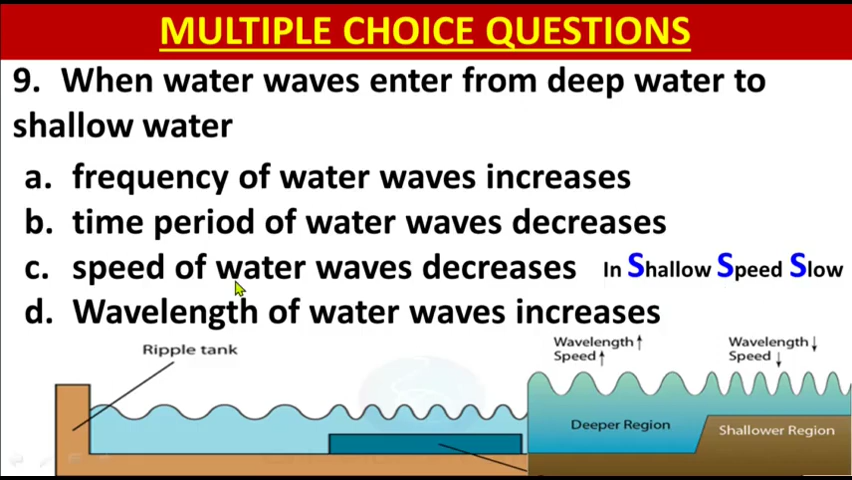 MULTIPLE CHOICE QUESTIONS
9. When water waves enter from deep water to
shallow water
a. frequency of water waves increases
b. time period of water waves decreases
c. speed of water waves decreases In Shallow Speed Slow
d. Wavelength of water waves increases
Ripple tank
Wavelength↑
Speed↑
Wavelength↓
Speed↓
Deeper Region
Shallower Region